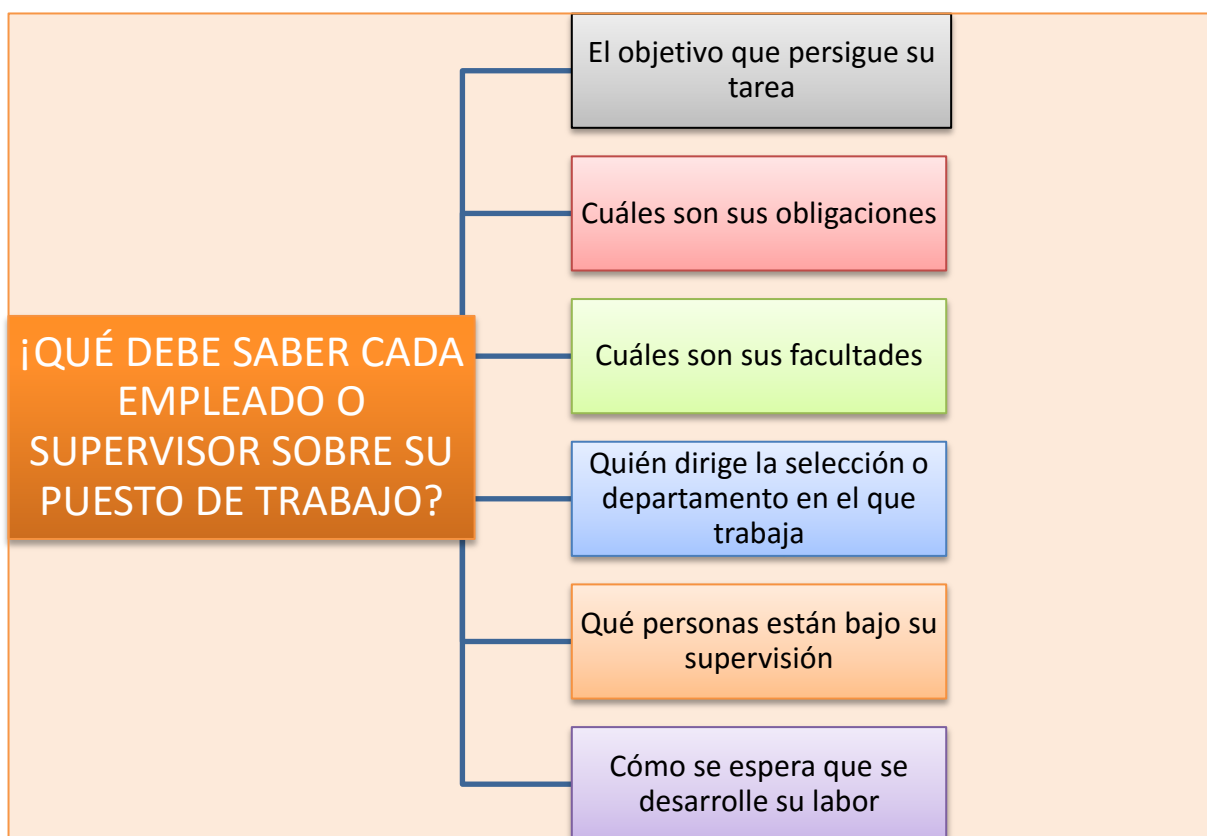 El objetivo que persigue su
tarea
Cuáles son sus obligaciones
Cuáles son sus facultades
¡QUÉ DEBE SABER CADA
EMPLEADO O
SUPERVISOR SOBRE SU
PUESTO DE TRABAJO?
Quién dirige la selección o
departamento en el que
trabaja
Qué personas están bajo su
supervisión
Cómo se espera que se
desarrolle su labor